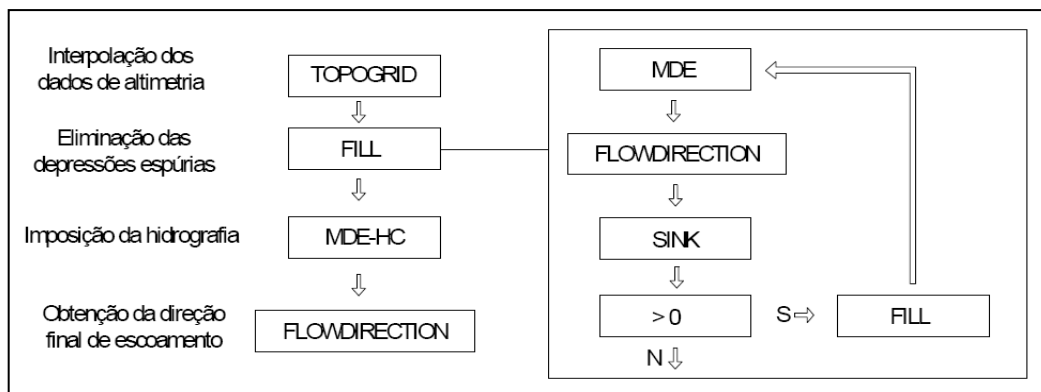 Interpolação dos
dados de altimetria
TOPOGRID
Eliminação das
depressões espúrias
FILL
Imposição da hidrografia
MDE-HC
Obtenção da direção
final de escoamento
FLOWDIRECTION
MDE
FLOWDIRECTION
SINK
> 0
S
FILL
N